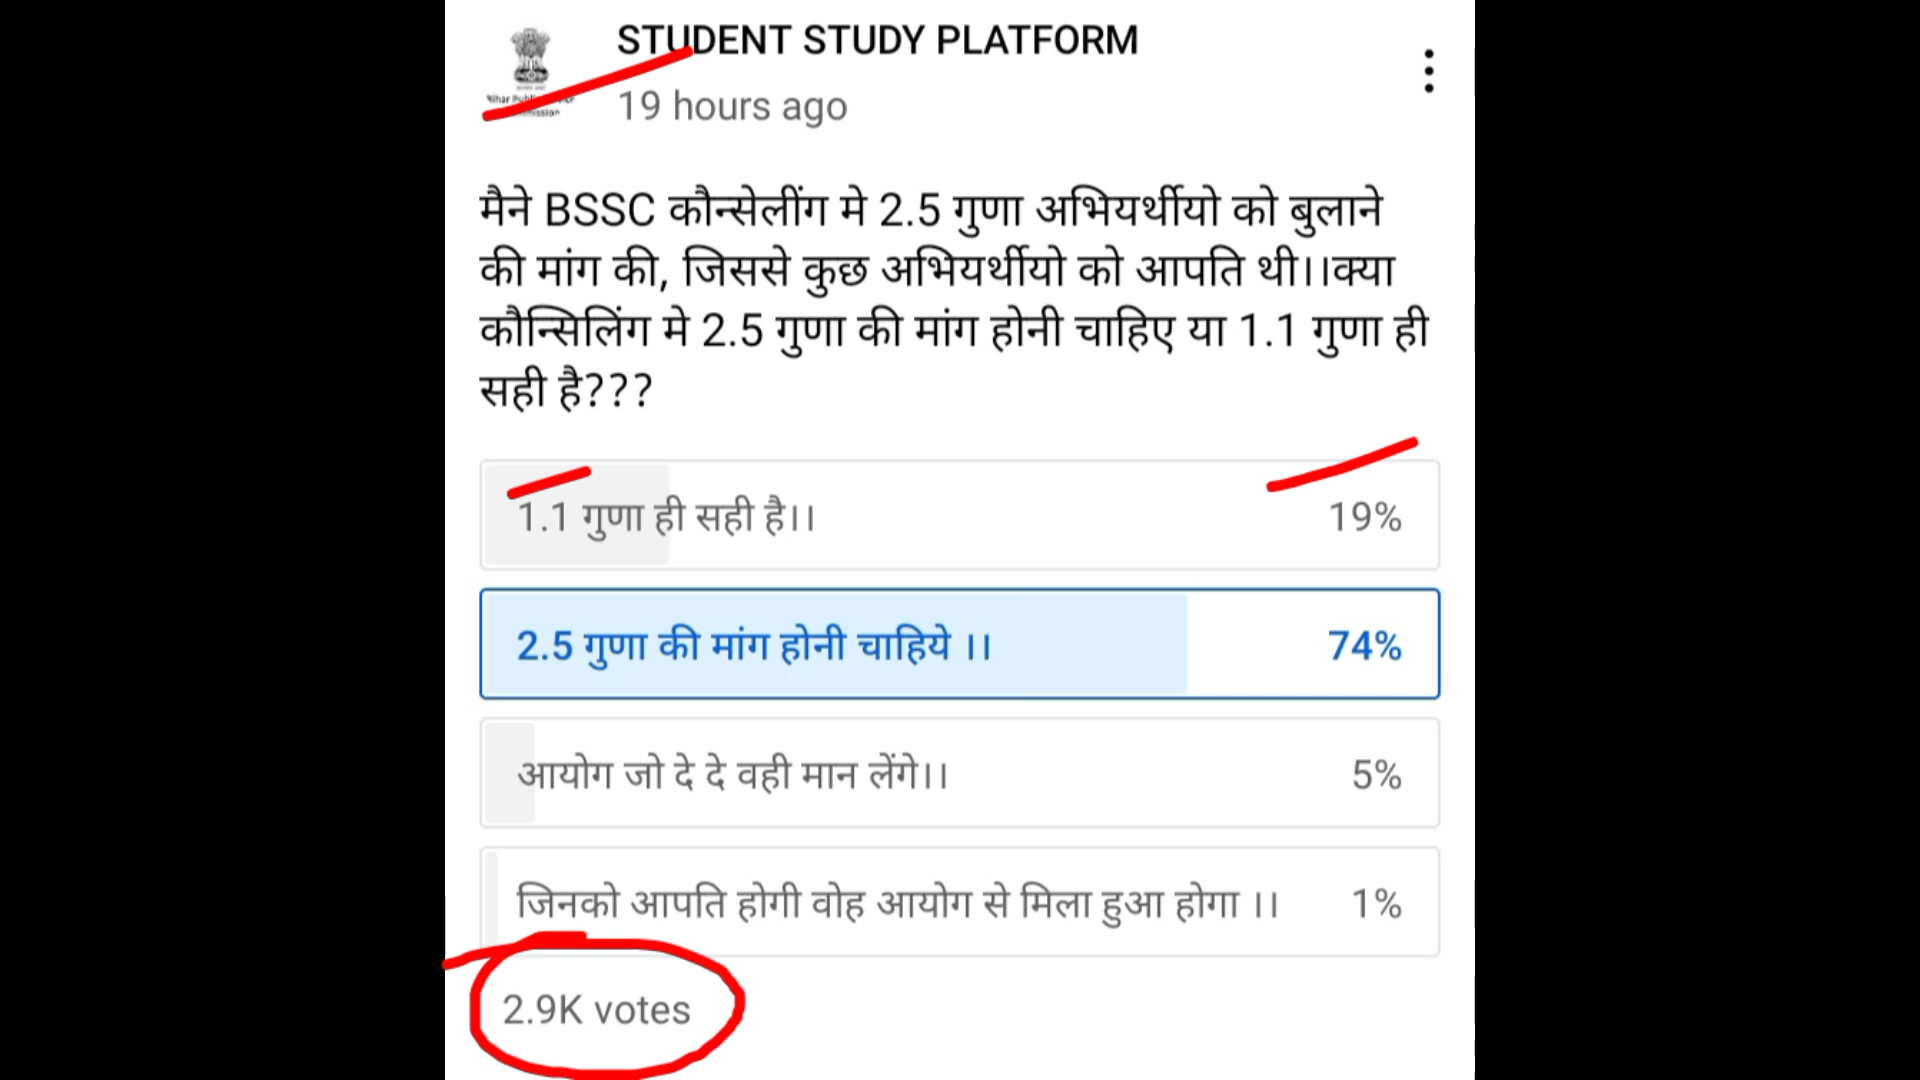 STUDENT STUDY PLATFORM
19 hours ago
मैने BSSC कौन्सेलींग मे 2.5 गुणा अभियर्थीयो को बुलाने
की मांग की, जिससे कुछ अभियर्थीयो को आपति थी।।क्या
कौन्सिलिंग मे 2.5 गुणा की मांग होनी चाहिए या 1.1 गुणा ही
सही है???
1.1 गुणा ही सही है।। 19%
2.5 गुणा की मांग होनी चाहिये ।। 74%
आयोग जो दे दे वही मान लेंगे।। 5%
जिनको आपति होगी वोह आयोग से मिला हुआ होगा ।। 1%
2.9K votes